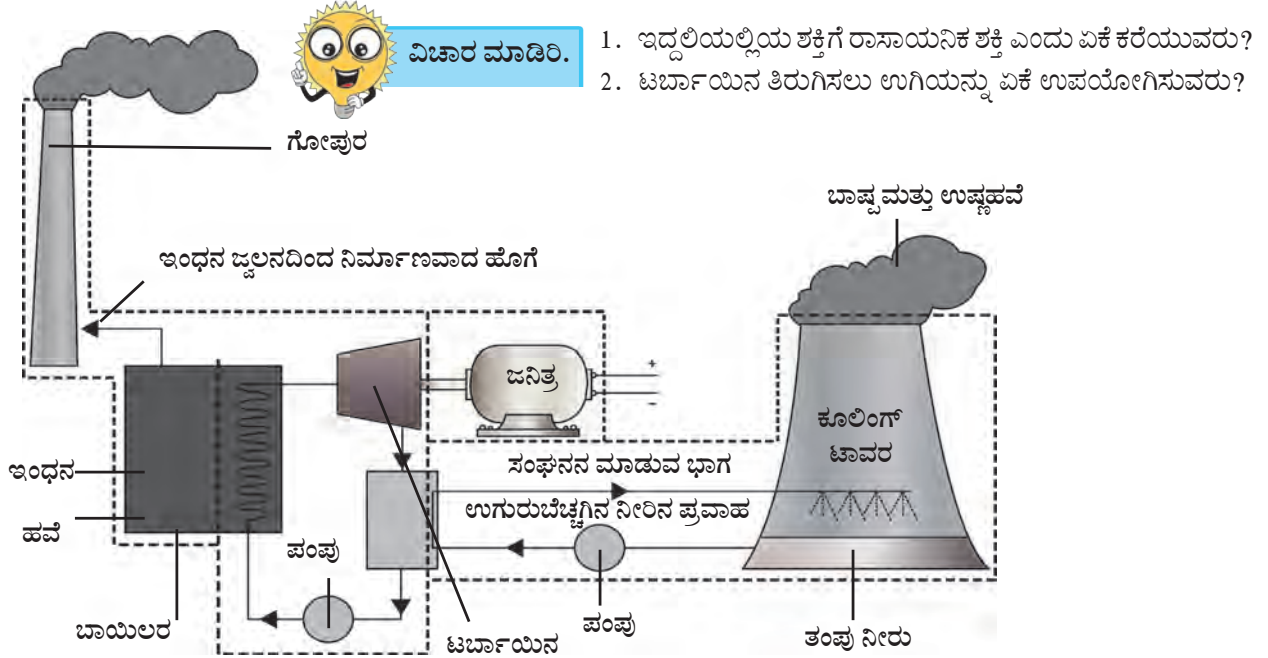 ವಿಚಾರ ಮಾಡಿರಿ.
1. ಇದ್ದಲಿಯಲ್ಲಿಯ ಶಕ್ತಿಗೆ ರಾಸಾಯನಿಕ ಶಕ್ತಿ ಎಂದು ಏಕೆ ಕರೆಯುವರು?
2. ಟರ್ಬಾಯಿನ ತಿರುಗಿಸಲು ಉಗಿಯನ್ನು ಏಕೆ ಉಪಯೋಗಿಸುವರು?
ಗೋಪುರ
ಬಾಷ್ಪ ಮತ್ತು ಉಷ್ಣಹವೆ
ಇಂಧನ ಜ್ವಲನದಿಂದ ನಿರ್ಮಾಣವಾದ ಹೊಗೆ
ಜನಿತ್ರ
+
-
ಕೂಲಿಂಗ್
ಟಾವರ
ಇಂಧನ
ಸಂಘನನ ಮಾಡುವ ಭಾಗ
ಉಗುರುಬೆಚ್ಚಗಿನ ನೀರಿನ ಪ್ರವಾಹ
ಹವೆ
ಪಂಪು
ಬಾಯಿಲರ
ಟರ್ಬಾಯಿನ
ಪಂಪು
ತಂಪು ನೀರು